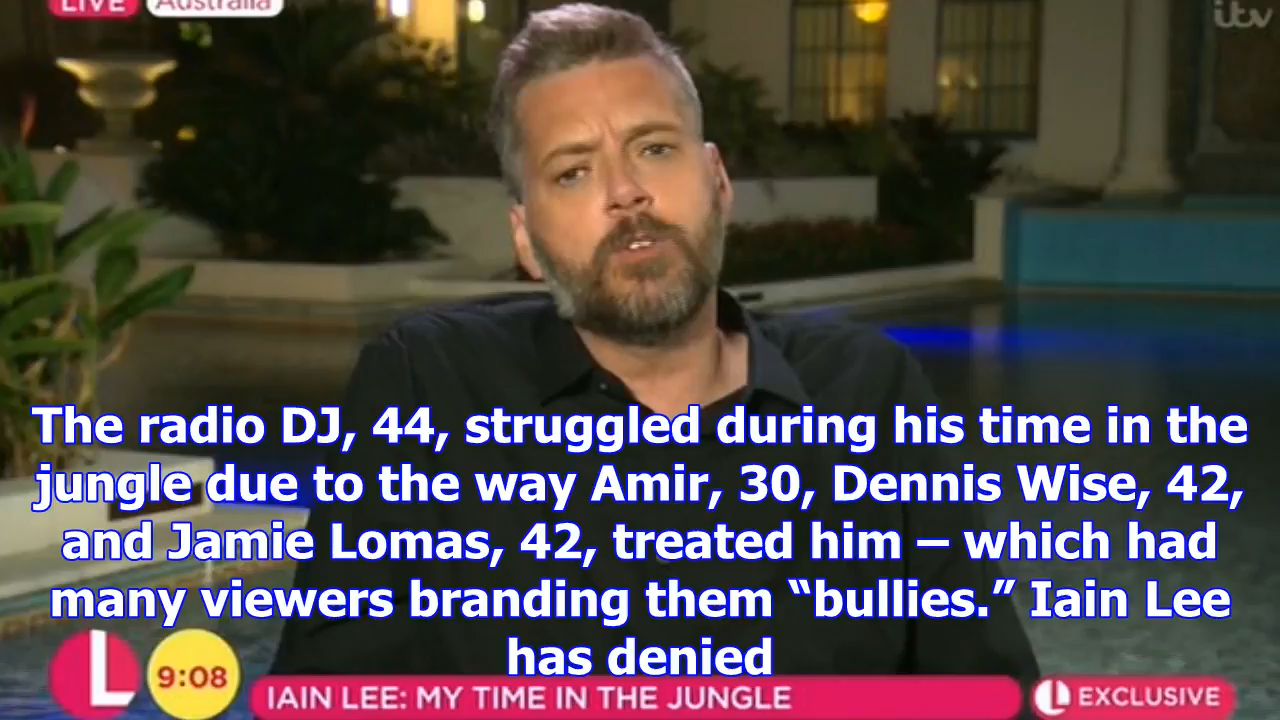 LIVE Australia
itv
The radio DJ, 44, struggled during his time in the
jungle due to the way Amir, 30, Dennis Wise, 42,
and Jamie Lomas, 42, treated him – which had
many viewers branding them “bullies.” Iain Lee
has denied
L 9:08
IAIN LEE: MY TIME IN THE JUNGLE
L EXCLUSIVE